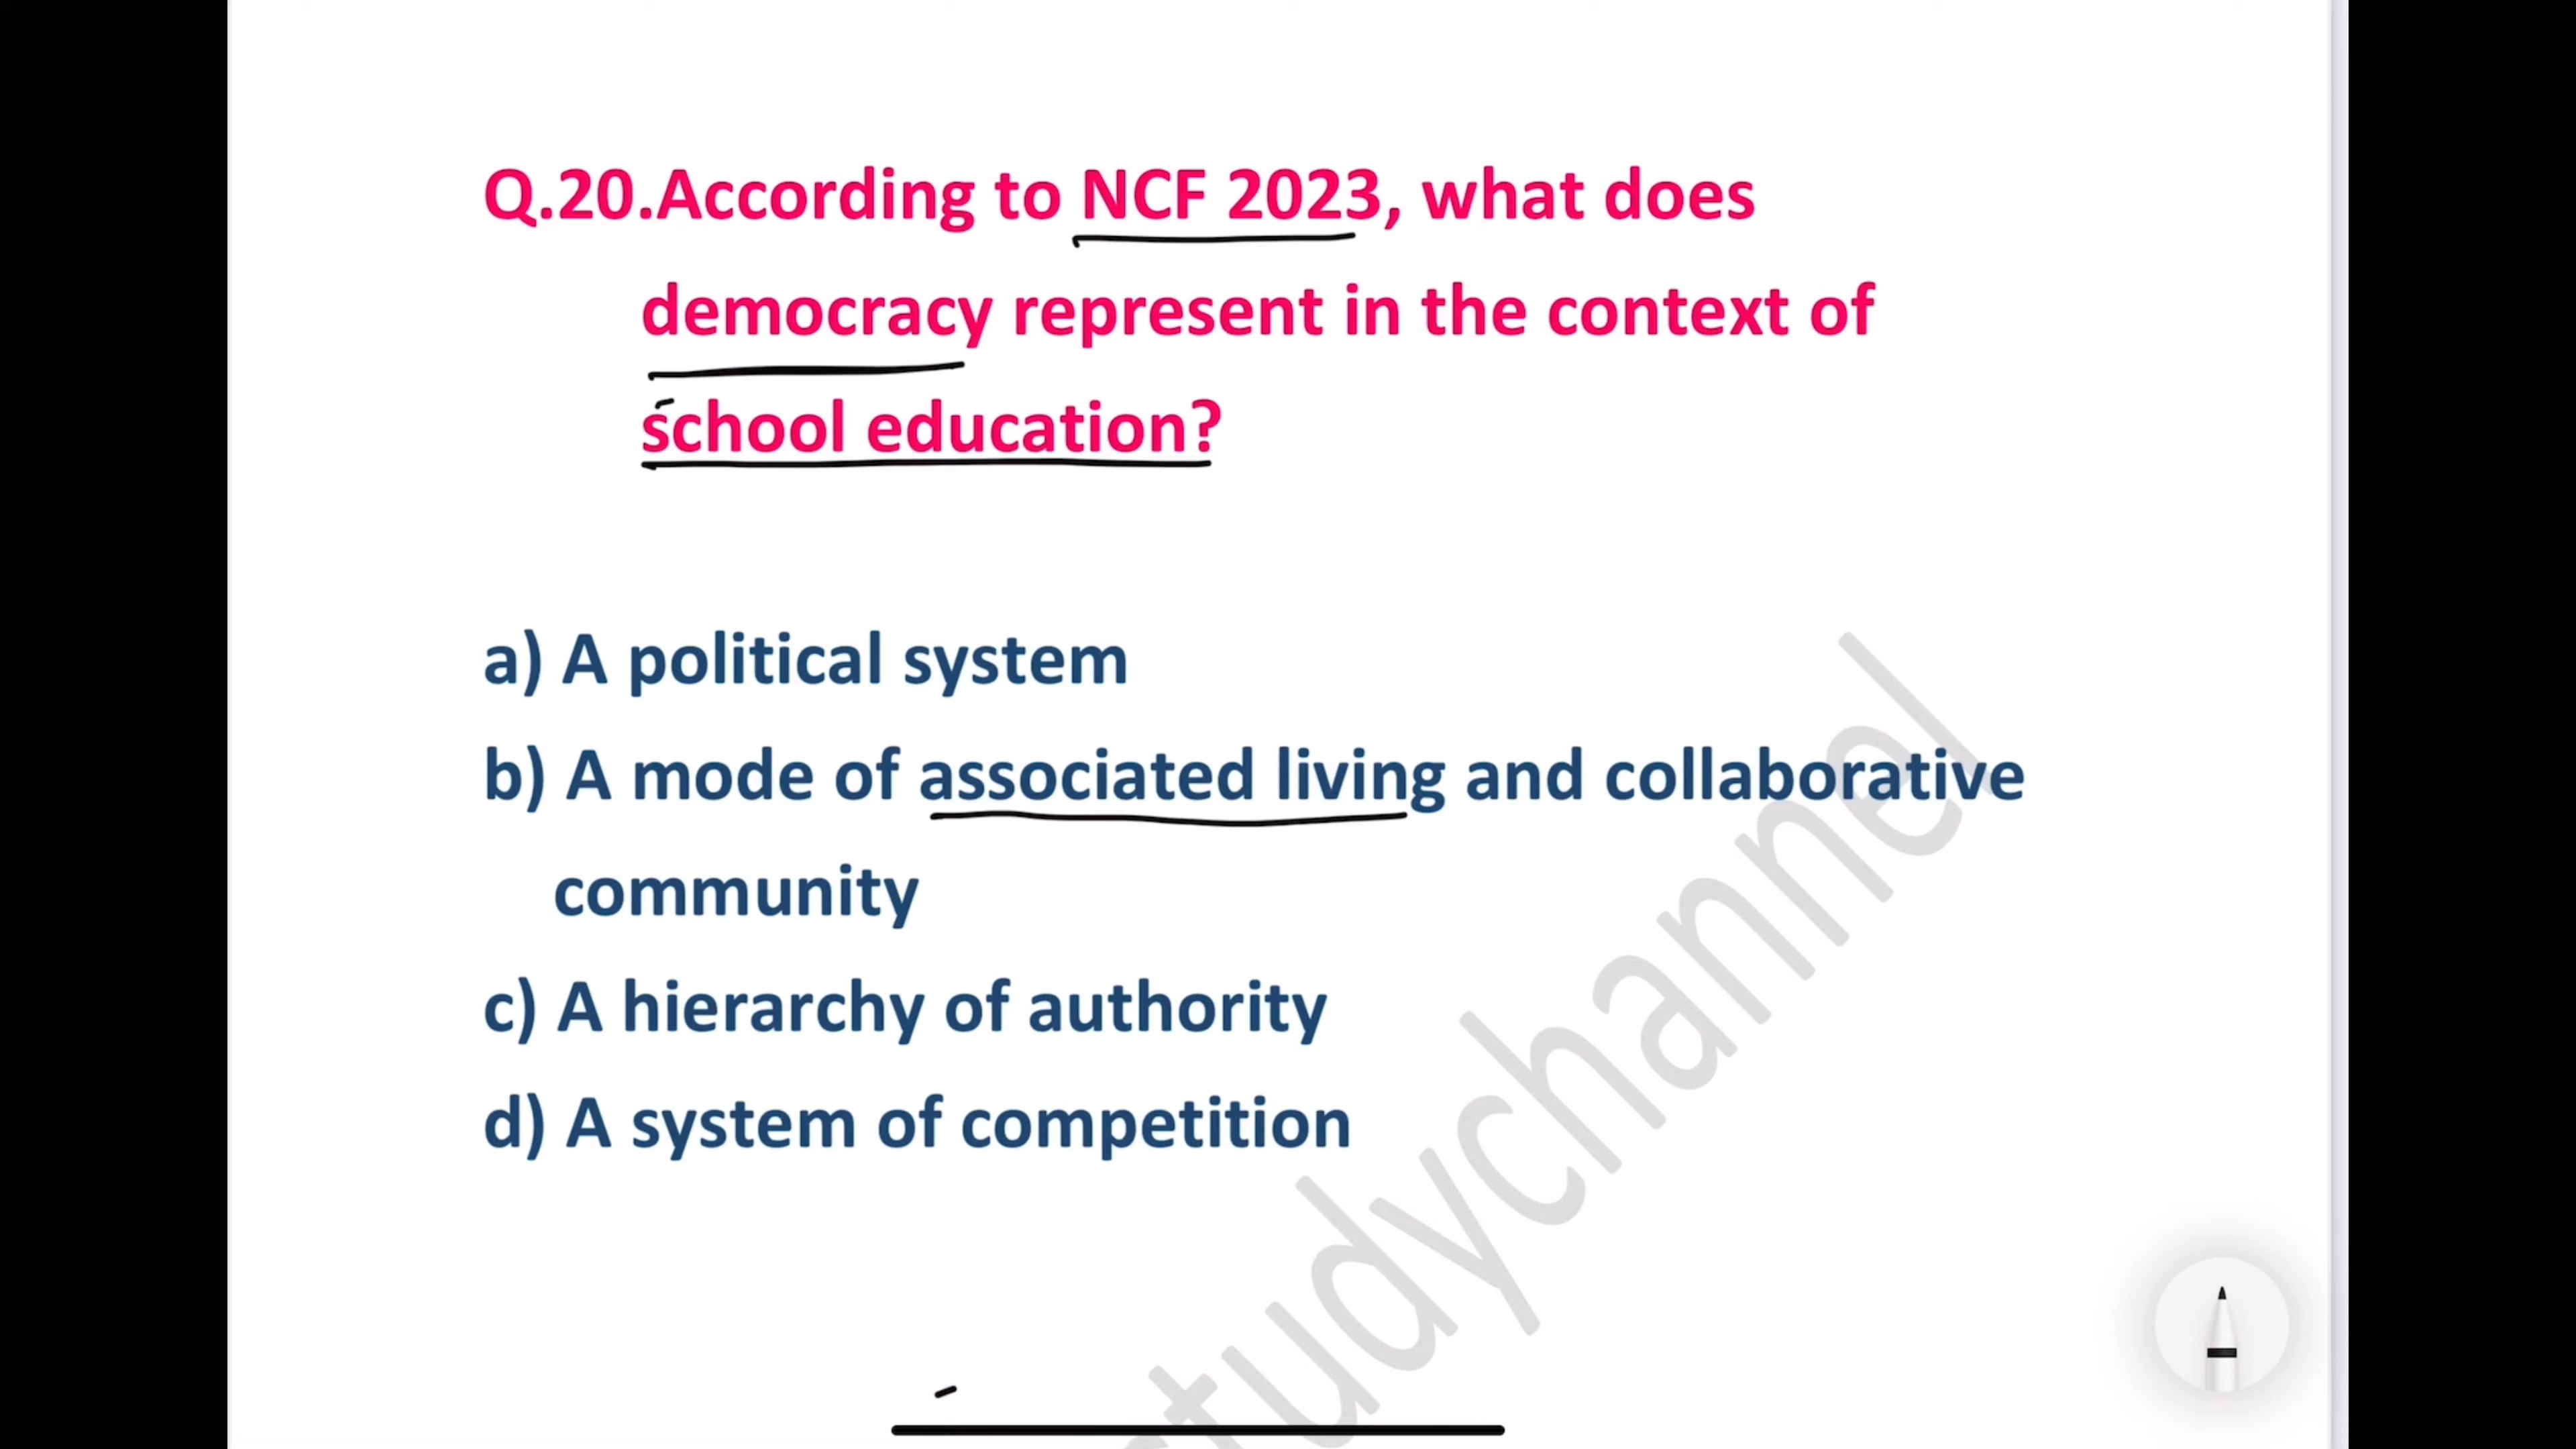 Q.20.According to NCF 2023, what does
democracy represent in the context of
school education?
a) A political system
b) A mode of associated living and collaborative
community
c) A hierarchy of authority
d) A system of competition
studychannel